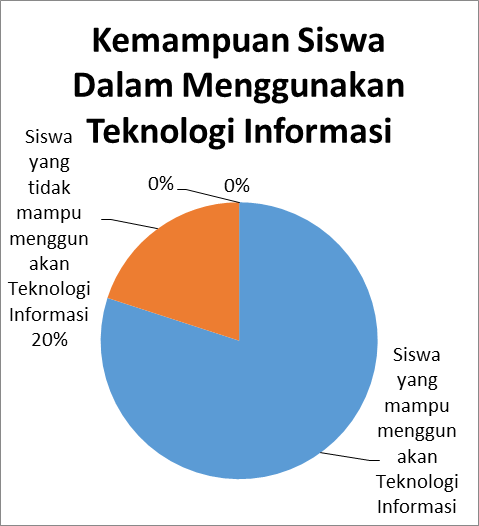 Kemampuan Siswa
Dalam Menggunakan
Teknologi Informasi
Siswa
yang
tidak
mampu
menggun
akan
Teknologi
Informasi
20%
0%
0%
Siswa
yang
mampu
menggun
akan
Teknologi
Informasi